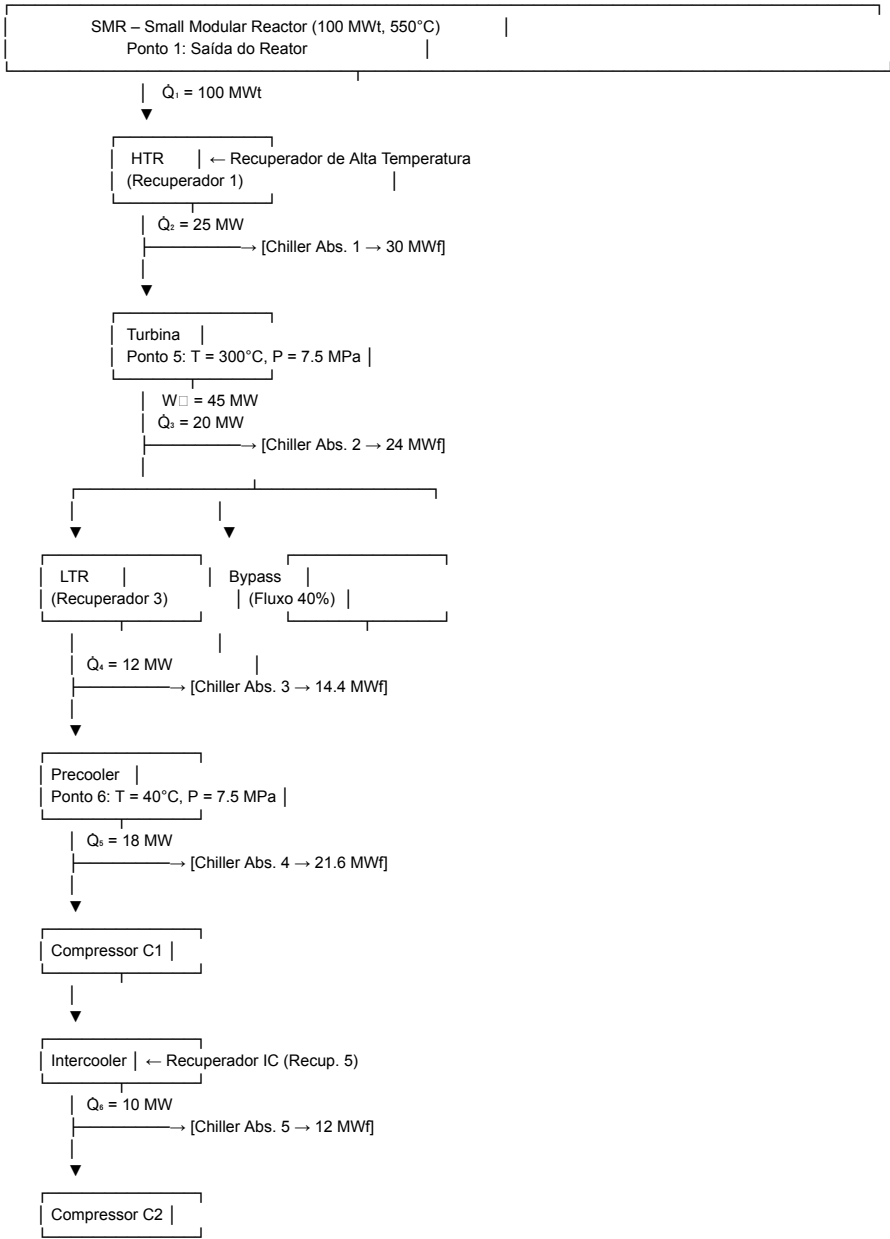 SMR – Small Modular Reactor (100 MWt, 550°C)
Ponto 1: Saída do Reator
Q̇₁ = 100 MWt
▼
HTR ← Recuperador de Alta Temperatura
(Recuperador 1)
Q̇₂ = 25 MW
→ [Chiller Abs. 1 → 30 MWf]
▼
Turbina
Ponto 5: T = 300°C, P = 7.5 MPa
W□ = 45 MW
Q̇₃ = 20 MW
→ [Chiller Abs. 2 → 24 MWf]
▼ ▼
LTR Bypass
(Recuperador 3) (Fluxo 40%)
Q̇₄ = 12 MW
→ [Chiller Abs. 3 → 14.4 MWf]
▼
Precooler
Ponto 6: T = 40°C, P = 7.5 MPa
Q̇₅ = 18 MW
→ [Chiller Abs. 4 → 21.6 MWf]
▼
Compressor C1
▼
Intercooler ← Recuperador IC (Recup. 5)
Q̇₆ = 10 MW
→ [Chiller Abs. 5 → 12 MWf]
▼
Compressor C2